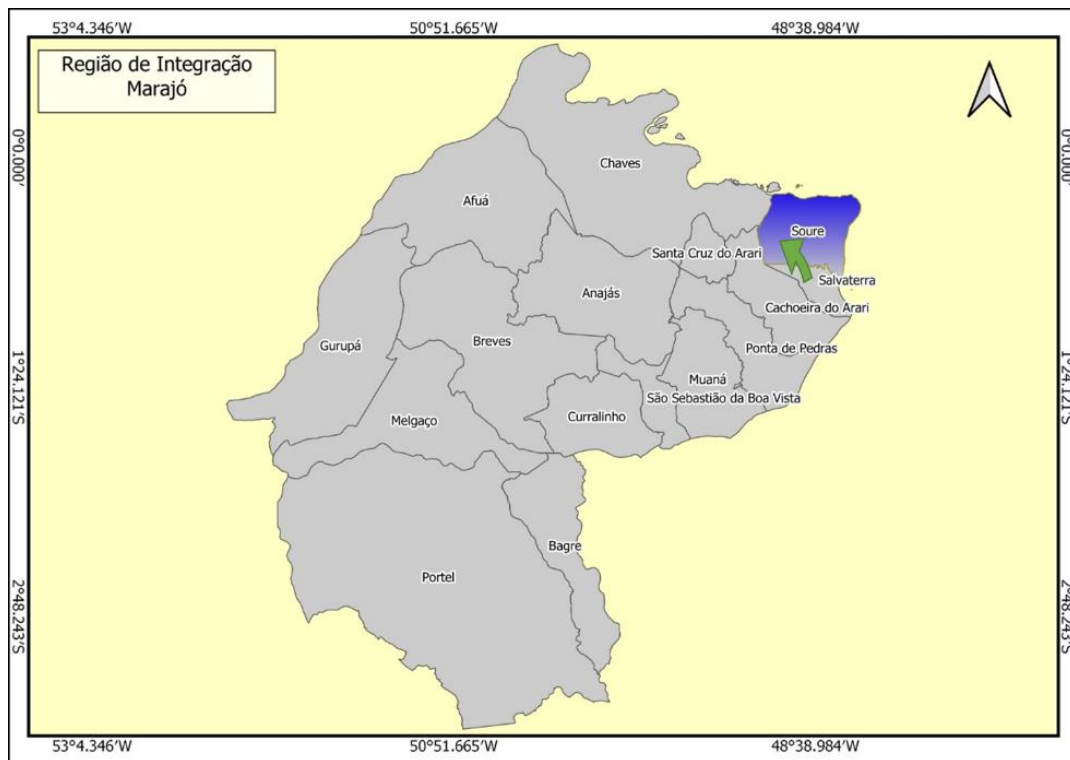 53°4.346′W 50°51.665′W 48°38.984′W
Região de Integração
Marajó
0°0.000′ 0°0.000′
Chaves
Afuá
Soure
Santa Cruz do Arari
Salvaterra
Anajás
Cachoeira do Arari
Breves
Gurupá
Ponta de Pedras
1°24.121′S 1°24.121′S
Muaná
São Sebastião da Boa Vista
Curralinho
Melgaço
Bagre
Portel
2°48.243′S 2°48.243′S
53°4.346′W 50°51.665′W 48°38.984′W